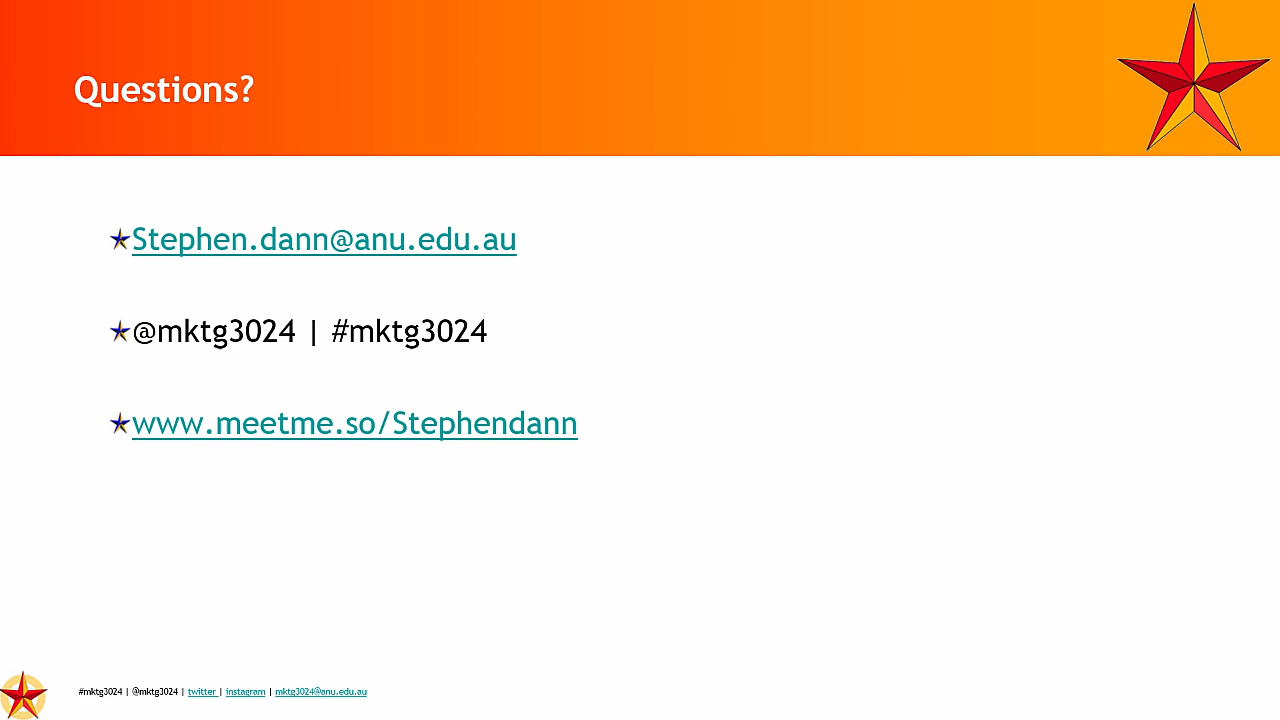 Questions?
Stephen.dann@anu.edu.au
@mktg3024 | #mktg3024
www.meetme.so/Stephendann
#mktg3024 | @mktg3024 | twitter | instagram | mktg3024@anu.edu.au